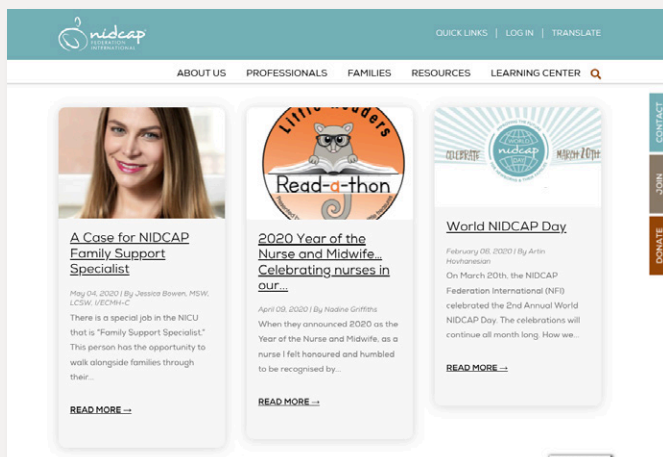 nidcap
FEDERATION
INTERNATIONAL
QUICK LINKS | LOG IN | TRANSLATE
ABOUT US PROFESSIONALS FAMILIES RESOURCES LEARNING CENTER
CONTACT
JOIN
DONATE
A Case for NIDCAP
Family Support
Specialist
May 04, 2020 | By Jessica Bowen, MSW,
LCSW, I/ECMH-C
There is a special job in the NICU
that is “Family Support Specialist.”
This person has the opportunity to
walk alongside families through
their...
READ MORE →
Little Readers
Read-a-thon
2020 Year of the
Nurse and Midwife...
Celebrating nurses in
our...
April 09, 2020 | By Nadine Griffiths
When they announced 2020 as the
Year of the Nurse and Midwife, as a
nurse I felt honoured and humbled
to be recognised by...
READ MORE →
CELEBRATE
WORLD
nidcap
DAY
MARCH 20TH
World NIDCAP Day
February 06, 2020 | By Artin
Hovhanesian
On March 20th, the NIDCAP
Federation International (NFI)
celebrated the 2nd Annual World
NIDCAP Day. The celebrations will
continue all month long. How we...
READ MORE →